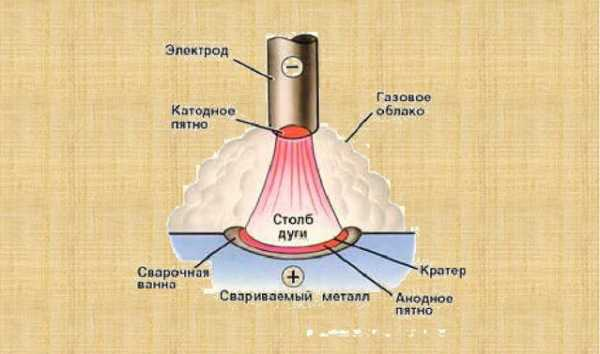 Электрод
−
Газовое
облако
Катодное
пятно
Столб
дуги
Сварочная
ванна
+
Кратер
Свариваемый металл
Анодное
пятно